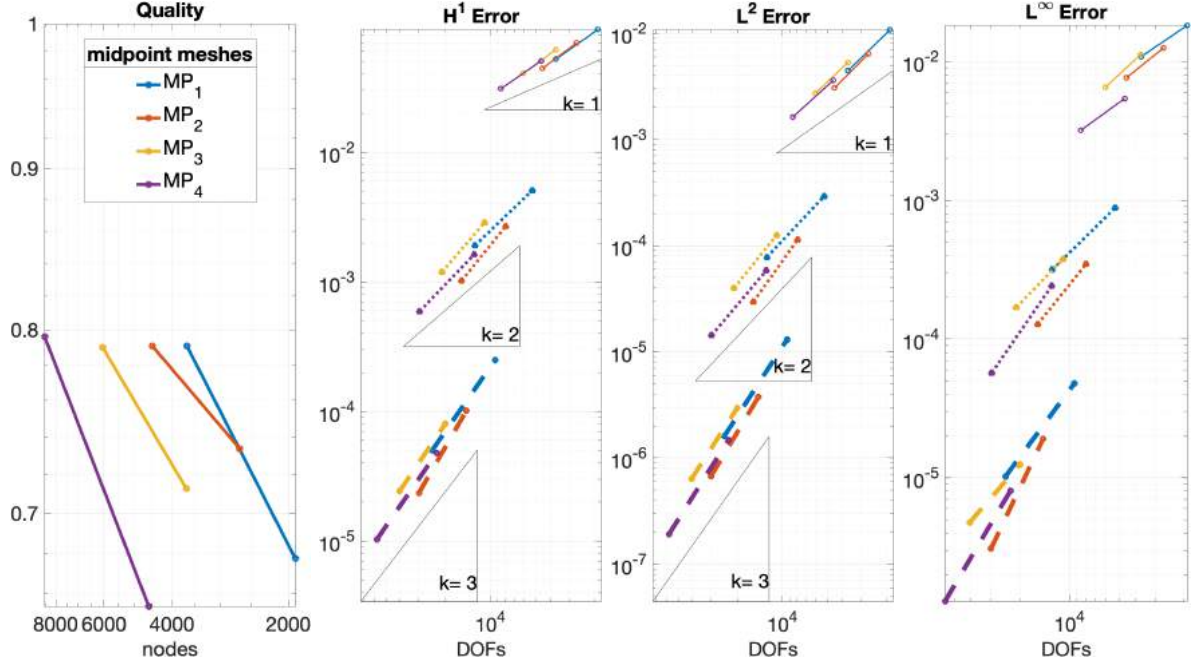 Quality
1
0.9
0.8
0.7
8000 6000 4000 2000
nodes
midpoint meshes
MP1
MP2
MP3
MP4
H¹ Error
10⁻²
10⁻³
10⁻⁴
10⁻⁵
k= 1
k= 2
k= 3
10⁴
DOFs
L² Error
10⁻²
10⁻³
10⁻⁴
10⁻⁵
10⁻⁶
10⁻⁷
k= 1
k= 2
k= 3
10⁴
DOFs
L∞ Error
10⁻²
10⁻³
10⁻⁴
10⁻⁵
10⁴
DOFs